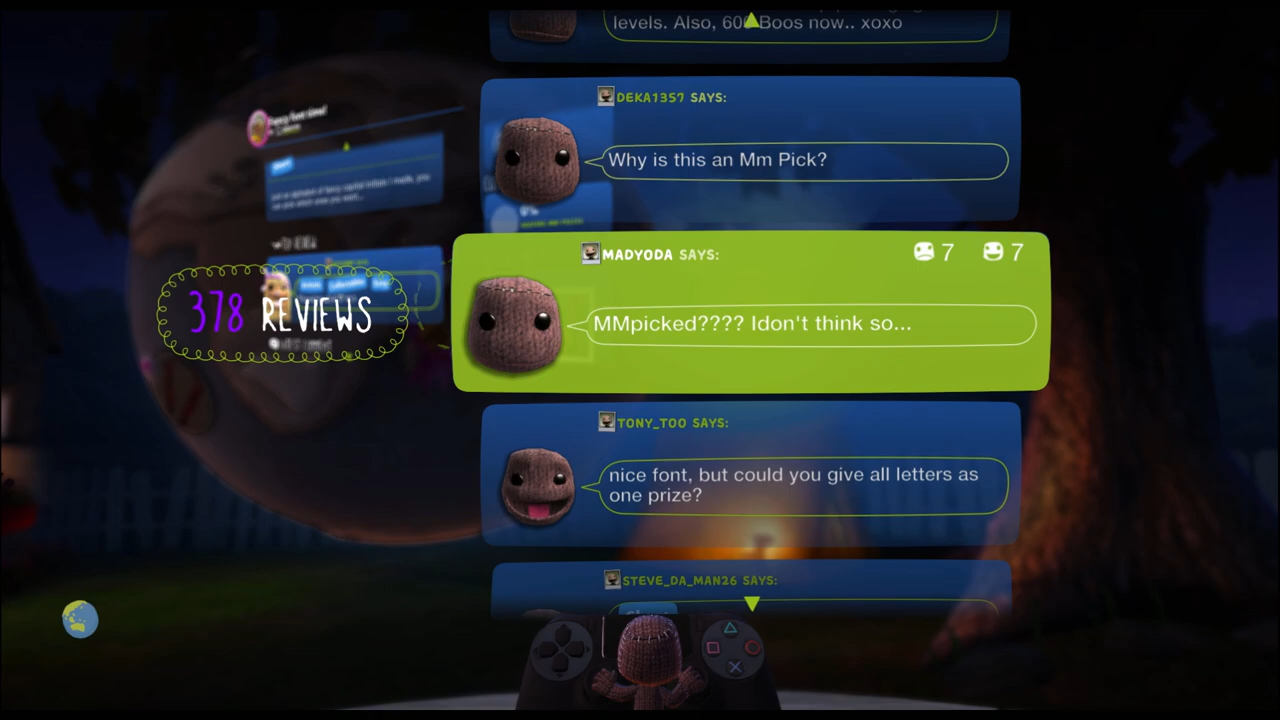 levels. Also, 600 Boos now.. xoxo
DEKA1357 SAYS:
Why is this an Mm Pick?
0%
MADYODA SAYS:
7 7
MMpicked???? Idon't think so...
378 REVIEWS
TONY_TOO SAYS:
nice font, but could you give all letters as
one prize?
STEVE_DA_MAN26 SAYS: